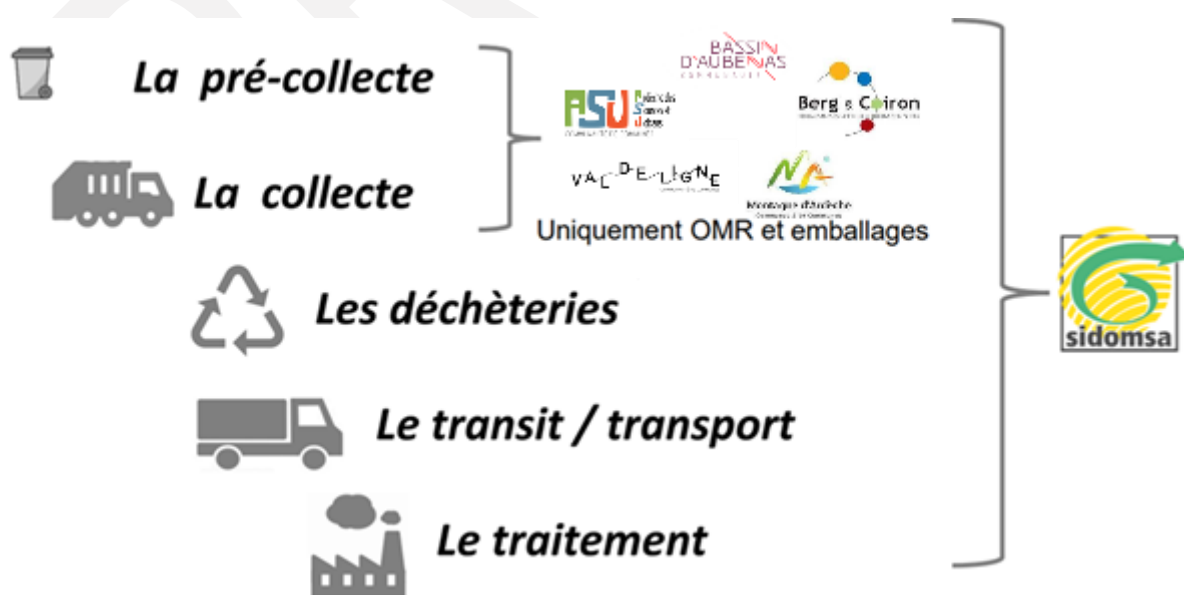 La pré-collecte
BASSIN
D'AUBENAS
Berg & Coiron
VAL DE LIGNE
La collecte
Montagne d'Ardèche
Uniquement OMR et emballages
Les déchèteries
sidomsa
Le transit / transport
Le traitement